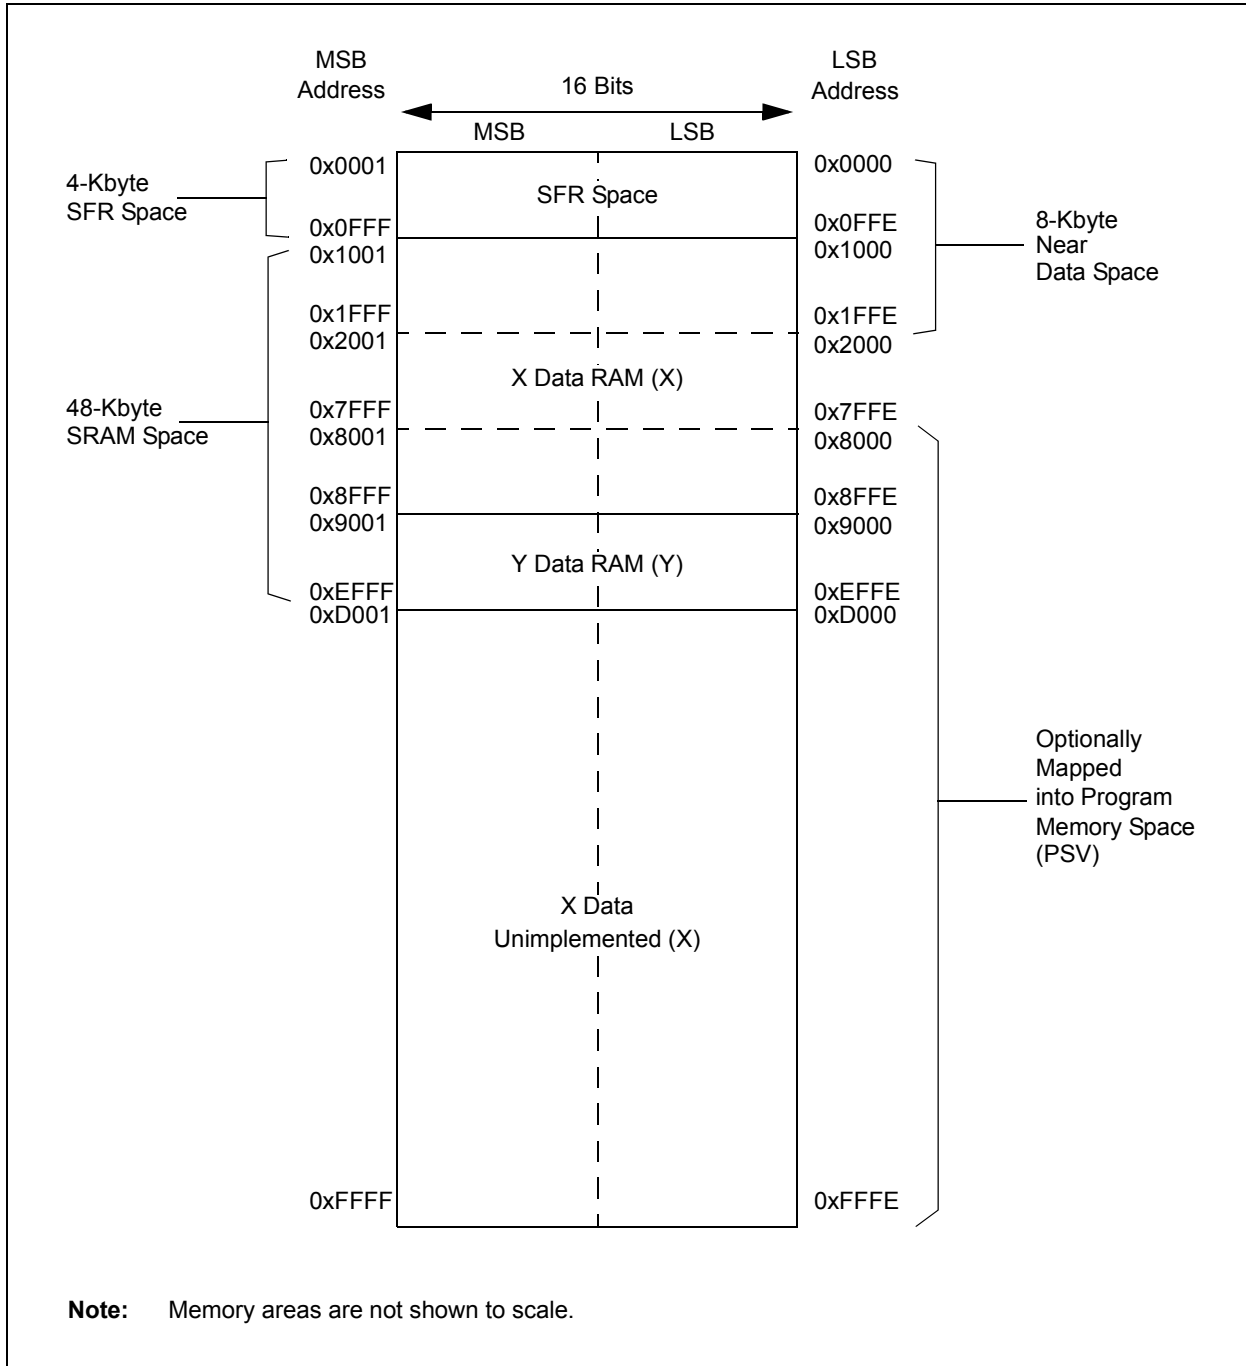 MSB
Address
LSB
Address
16 Bits
MSB
LSB
0x0001
0x0000
4-Kbyte
SFR Space
SFR Space
0x0FFF
0x0FFE
8-Kbyte
Near
Data Space
0x1001
0x1000
0x1FFF
0x1FFE
0x2001
0x2000
X Data RAM (X)
48-Kbyte
SRAM Space
0x7FFF
0x7FFE
0x8001
0x8000
0x8FFF
0x8FFE
0x9001
0x9000
Y Data RAM (Y)
0xEFFF
0xEFFE
0xD001
0xD000
Optionally
Mapped
into Program
Memory Space
(PSV)
X Data
Unimplemented (X)
0xFFFF
0xFFFE
Note: Memory areas are not shown to scale.